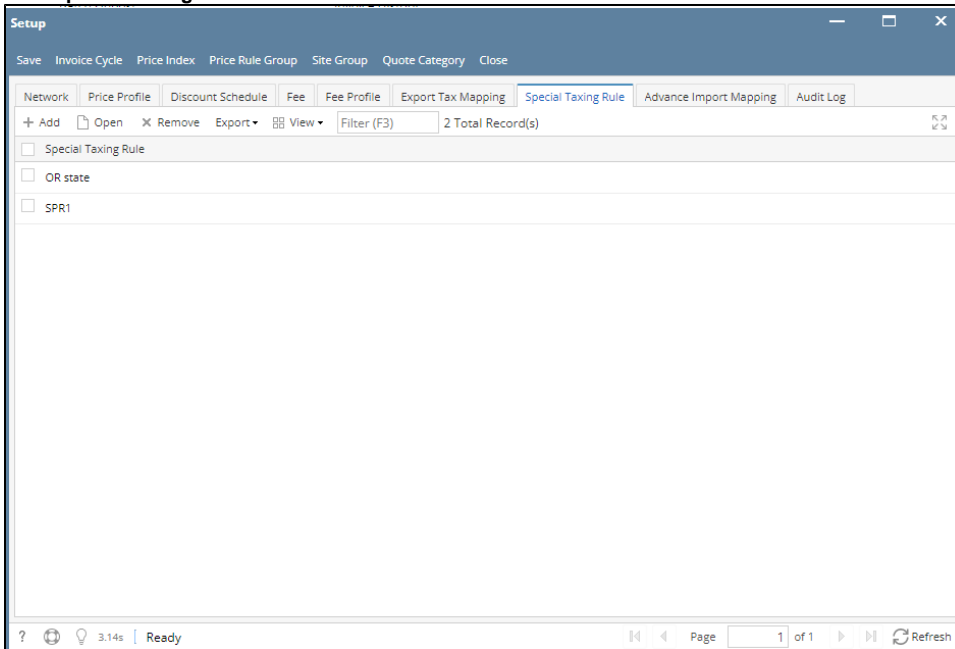 Setup
Save Invoice Cycle Price Index Price Rule Group Site Group Quote Category Close
Network Price Profile Discount Schedule Fee Fee Profile Export Tax Mapping Special Taxing Rule Advance Import Mapping Audit Log
+ Add Open X Remove Export View Filter (F3) 2 Total Record(s)
Special Taxing Rule
OR state
SPR1
? 3.14s Ready Page 1 of 1 Refresh